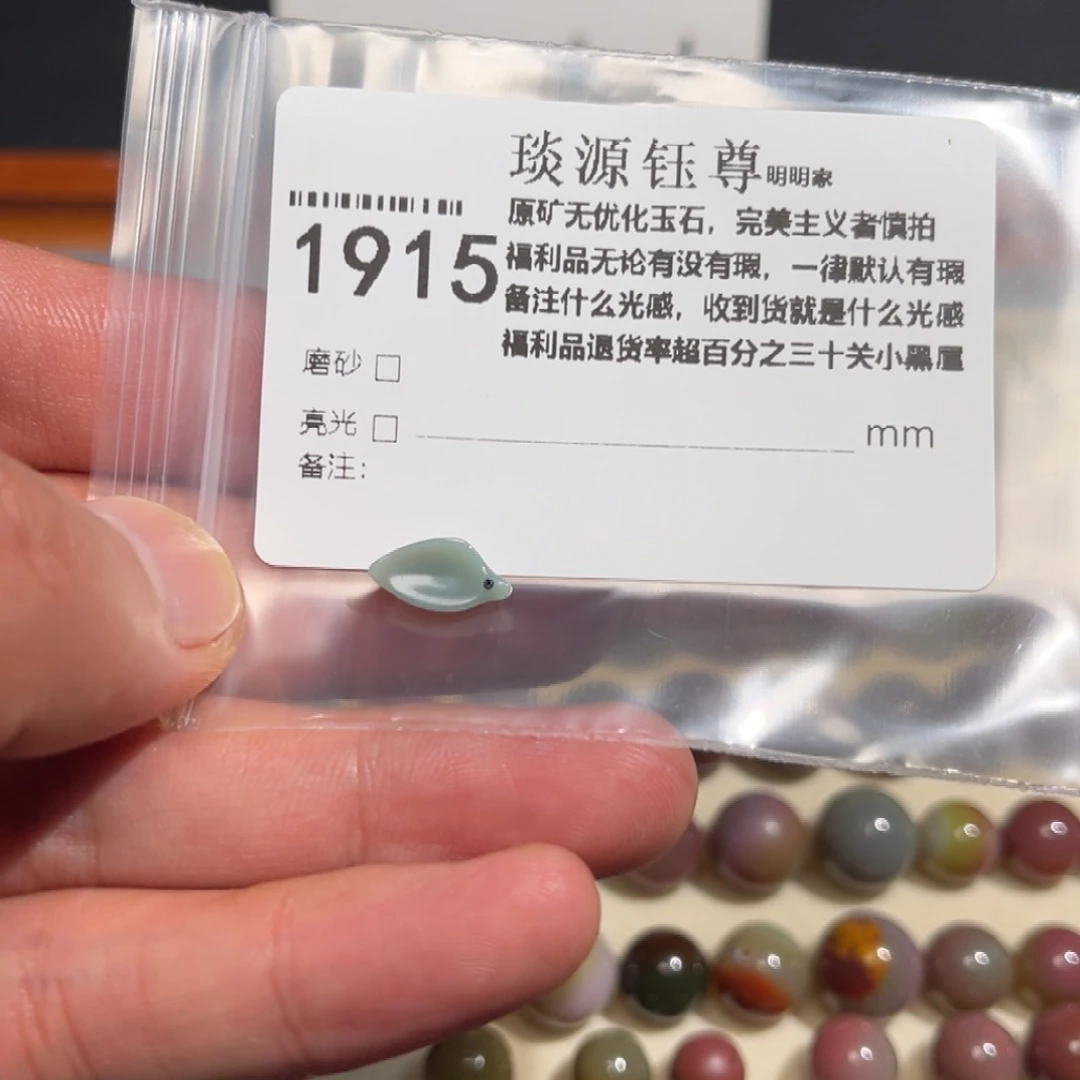 琰源钰尊明明家
原矿无优化玉石，完美主义者慎拍
1915
福利品无论有没有瑕，一律默认有瑕
备注什么光感，收到货就是什么光感
福利品退货率超百分之三十关小黑屋
磨砂 □
亮光 □ mm
备注：